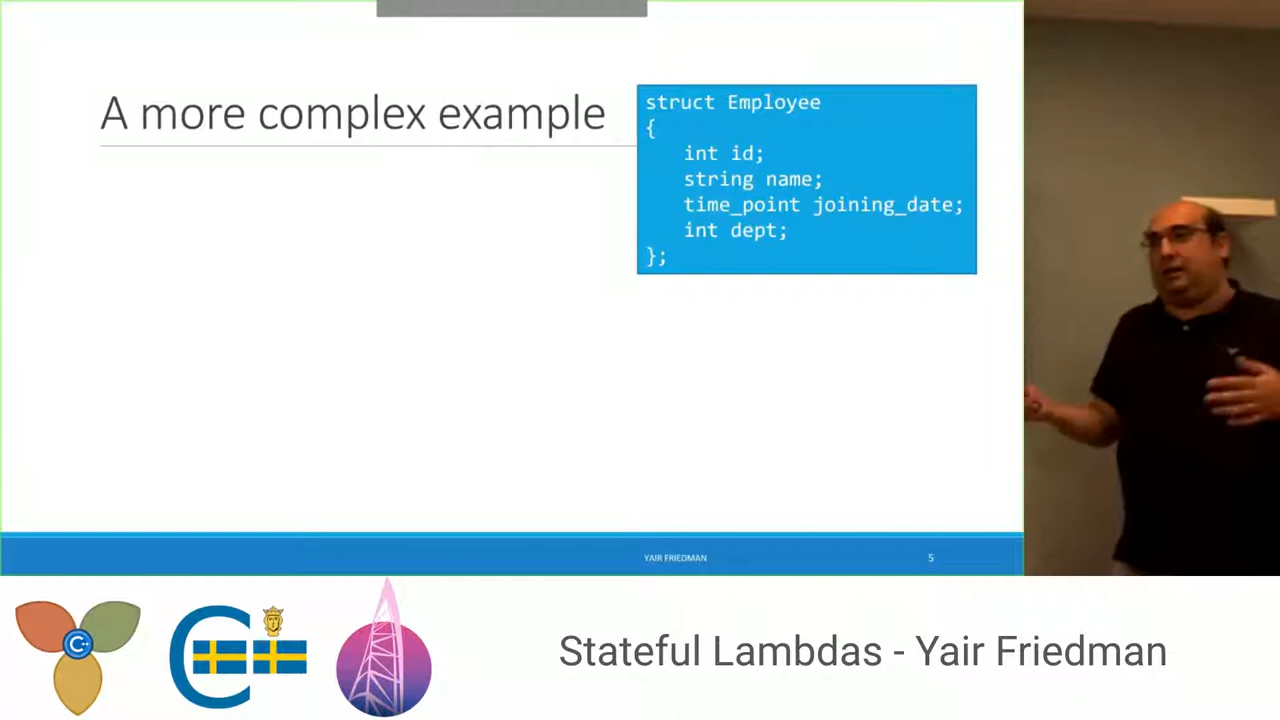 A more complex example
struct Employee
{
int id;
string name;
time_point joining_date;
int dept;
};
YAIR FRIEDMAN
5
C++
Stateful Lambdas - Yair Friedman